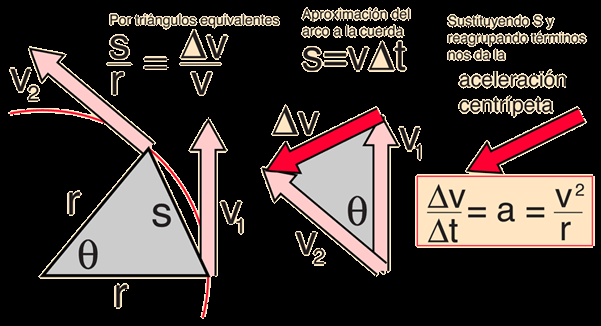 Por triángulos equivalentes
s/r = Δv/v
Aproximación del
arco a la cuerda
s=vΔt
Sustituyendo S y
reagrupando términos
nos da la
aceleración
centrípeta
v₂
r
s
θ
r
v₁
Δv
v₁
θ
v₂
Δv/Δt = a = v²/r